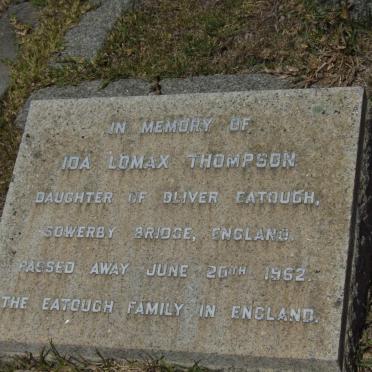 IN MEMORY OF
IDA LOMAX THOMPSON
DAUGHTER OF OLIVER EATOUGH,
SOWERBY BRIDGE, ENGLAND.
PASSED AWAY JUNE 20TH 1962.
THE EATOUGH FAMILY IN ENGLAND.